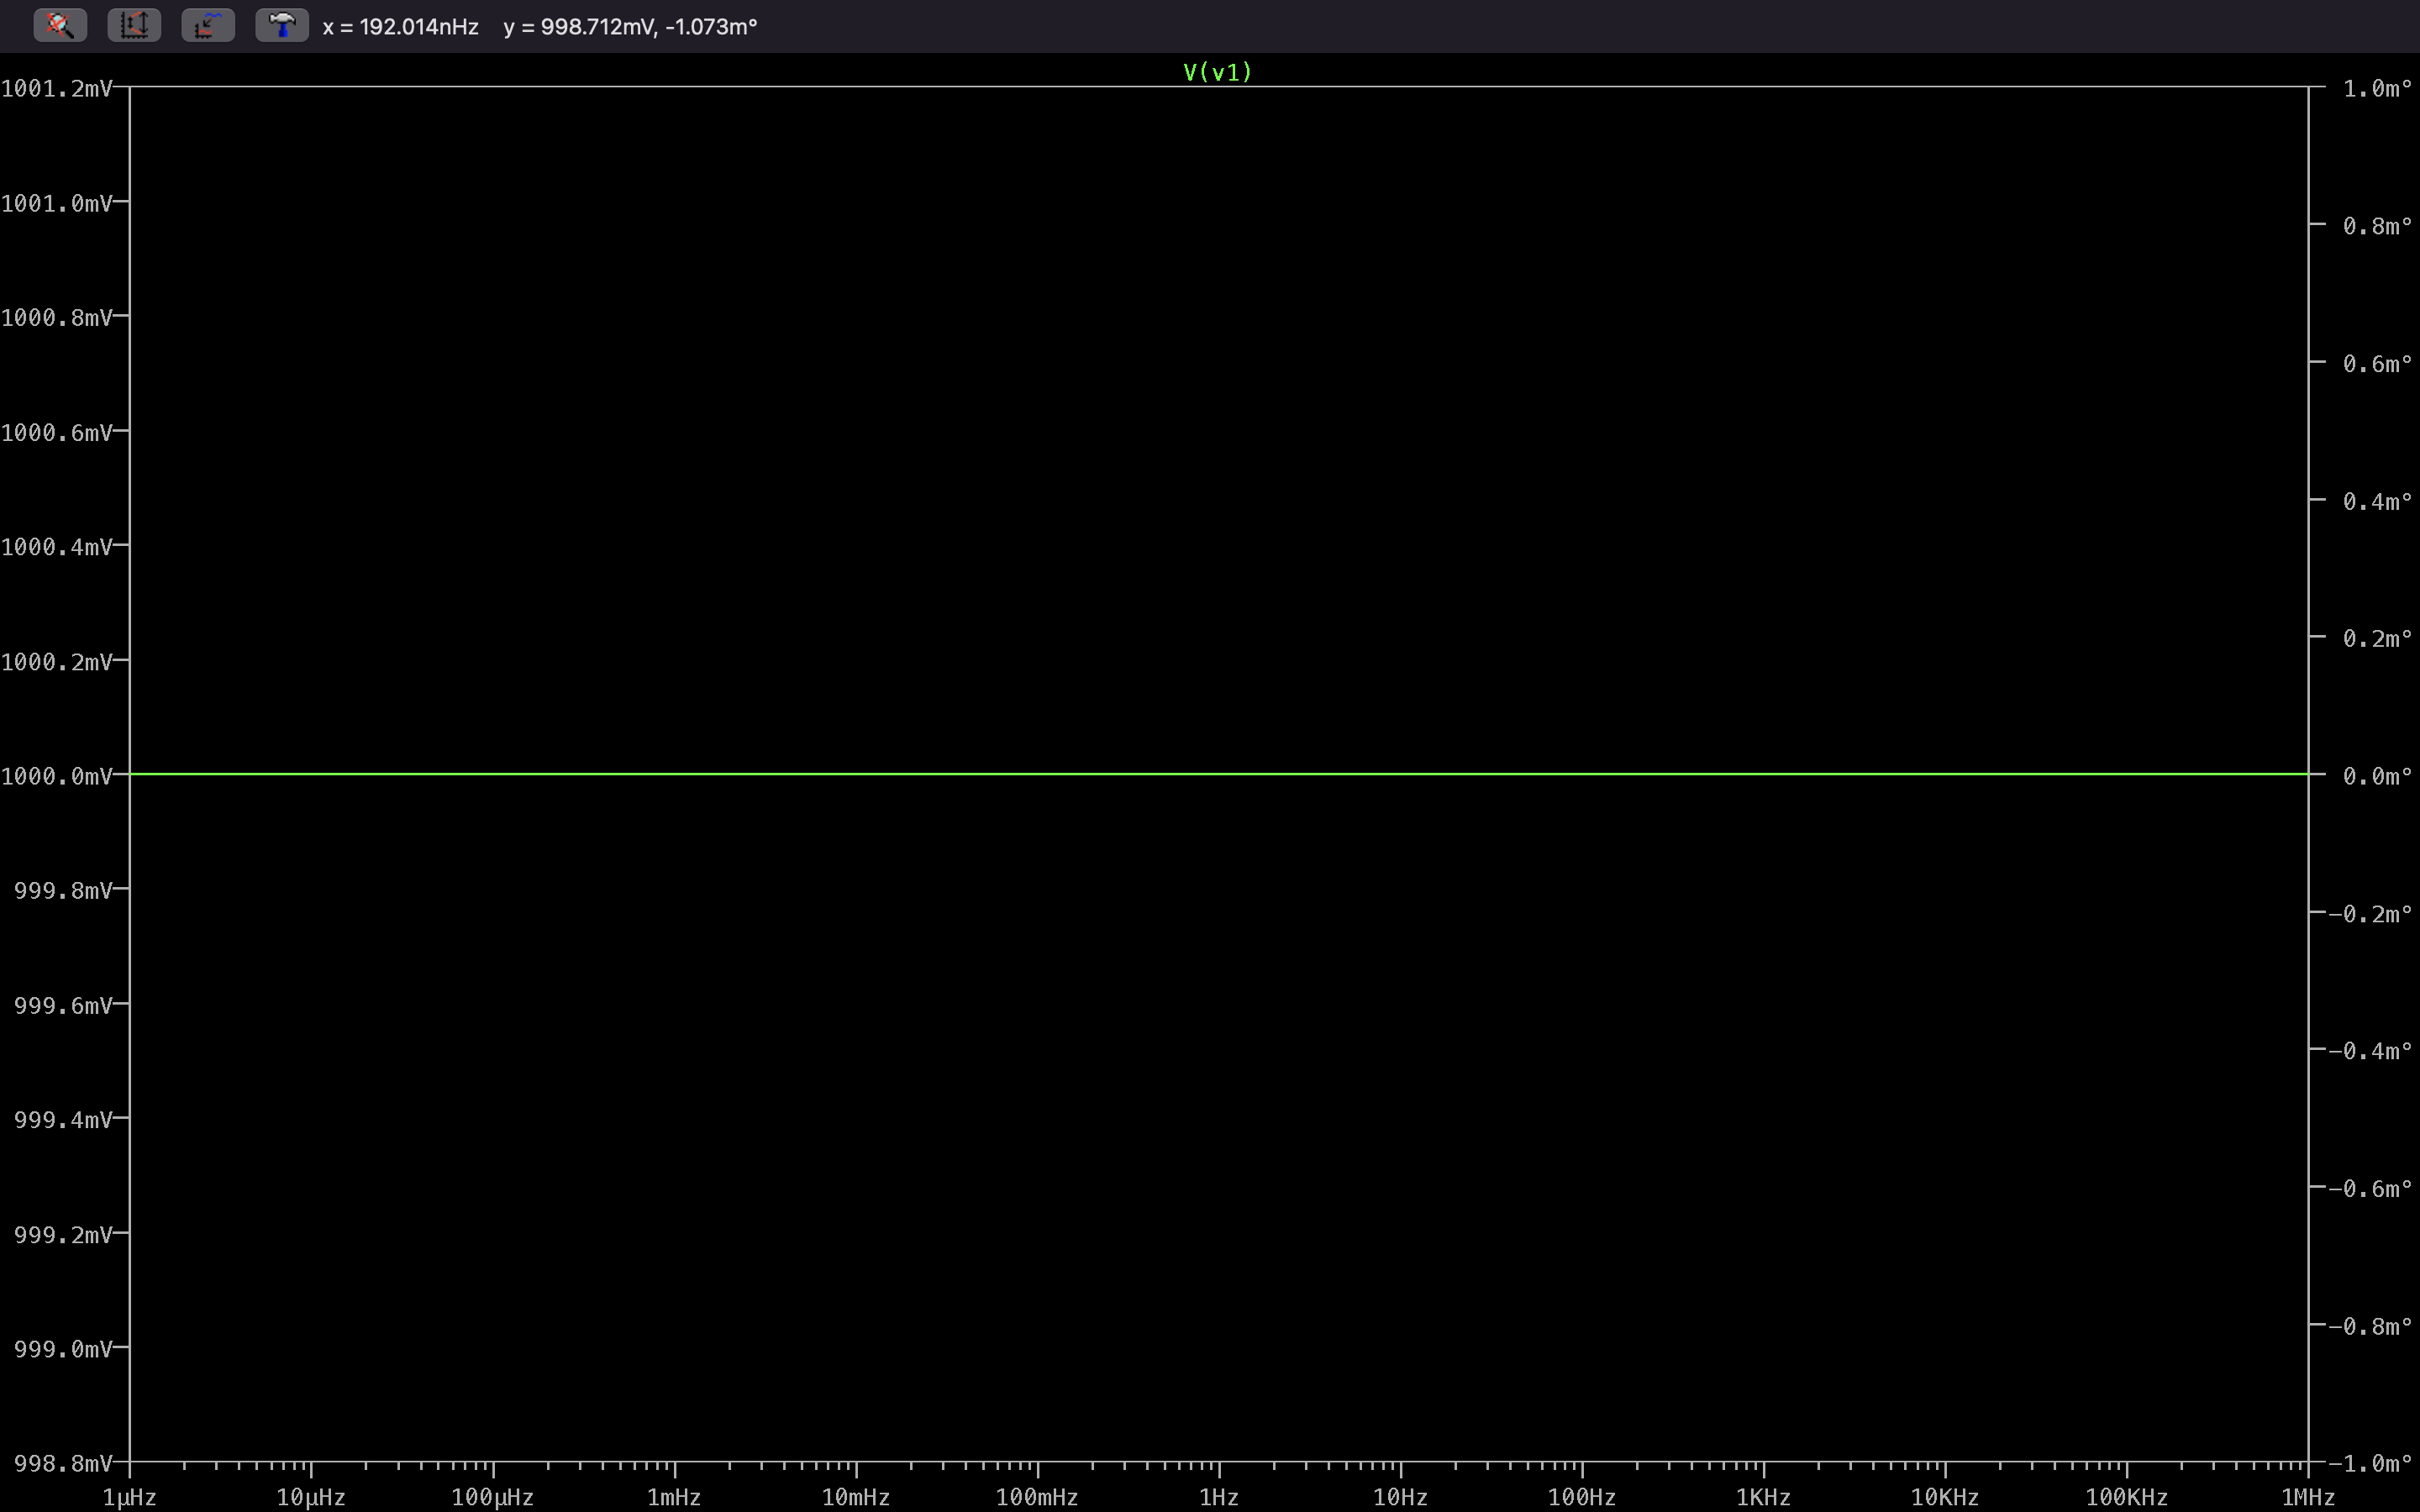 x = 192.014nHz y = 998.712mV, -1.073m°
V(v1)
1001.2mV
1001.0mV
1000.8mV
1000.6mV
1000.4mV
1000.2mV
1000.0mV
999.8mV
999.6mV
999.4mV
999.2mV
999.0mV
998.8mV
1.0m°
0.8m°
0.6m°
0.4m°
0.2m°
0.0m°
-0.2m°
-0.4m°
-0.6m°
-0.8m°
-1.0m°
1µHz 10µHz 100µHz 1mHz 10mHz 100mHz 1Hz 10Hz 100Hz 1KHz 10KHz 100KHz 1MHz